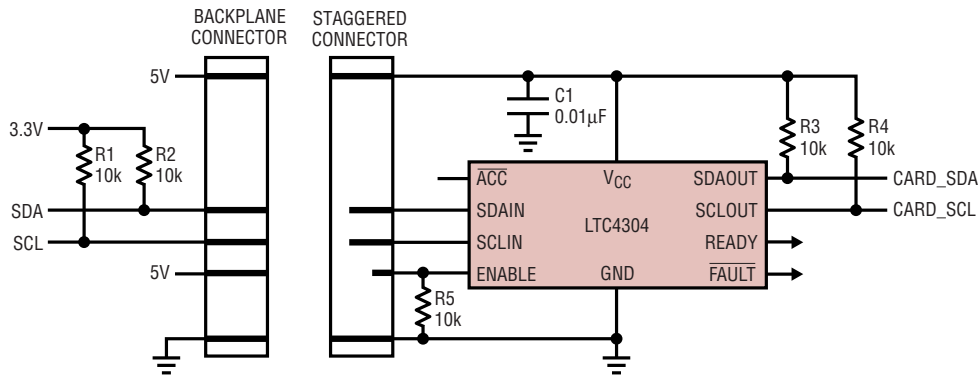 BACKPLANE
CONNECTOR
STAGGERED
CONNECTOR
5V
3.3V
R1
10k
R2
10k
SDA
SCL
5V
C1
0.01µF
R3
10k
R4
10k
ACC
VCC
SDAOUT
CARD_SDA
SDAIN
LTC4304
SCLOUT
CARD_SCL
SCLIN
READY
ENABLE
GND
FAULT
R5
10k